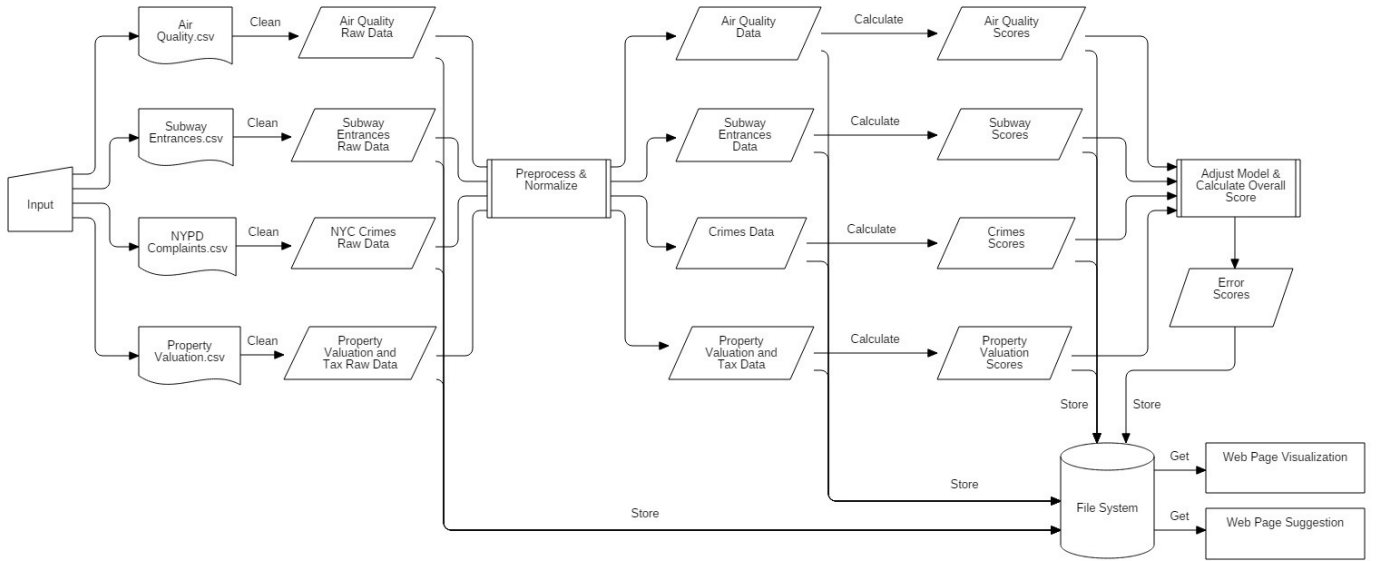 Air
Quality.csv
Clean
Air Quality
Raw Data
Air Quality
Data
Calculate
Air Quality
Scores
Subway
Entrances.csv
Clean
Subway
Entrances
Raw Data
Subway
Entrances
Data
Calculate
Subway
Scores
Input
Preprocess &
Normalize
Adjust Model &
Calculate Overall
Score
NYPD
Complaints.csv
Clean
NYC Crimes
Raw Data
Crimes Data
Calculate
Crimes
Scores
Error
Scores
Property
Valuation.csv
Clean
Property
Valuation and
Tax Raw Data
Property
Valuation and
Tax Data
Calculate
Property
Valuation
Scores
Store
Store
Store
Store
File System
Get
Web Page Visualization
Get
Web Page Suggestion